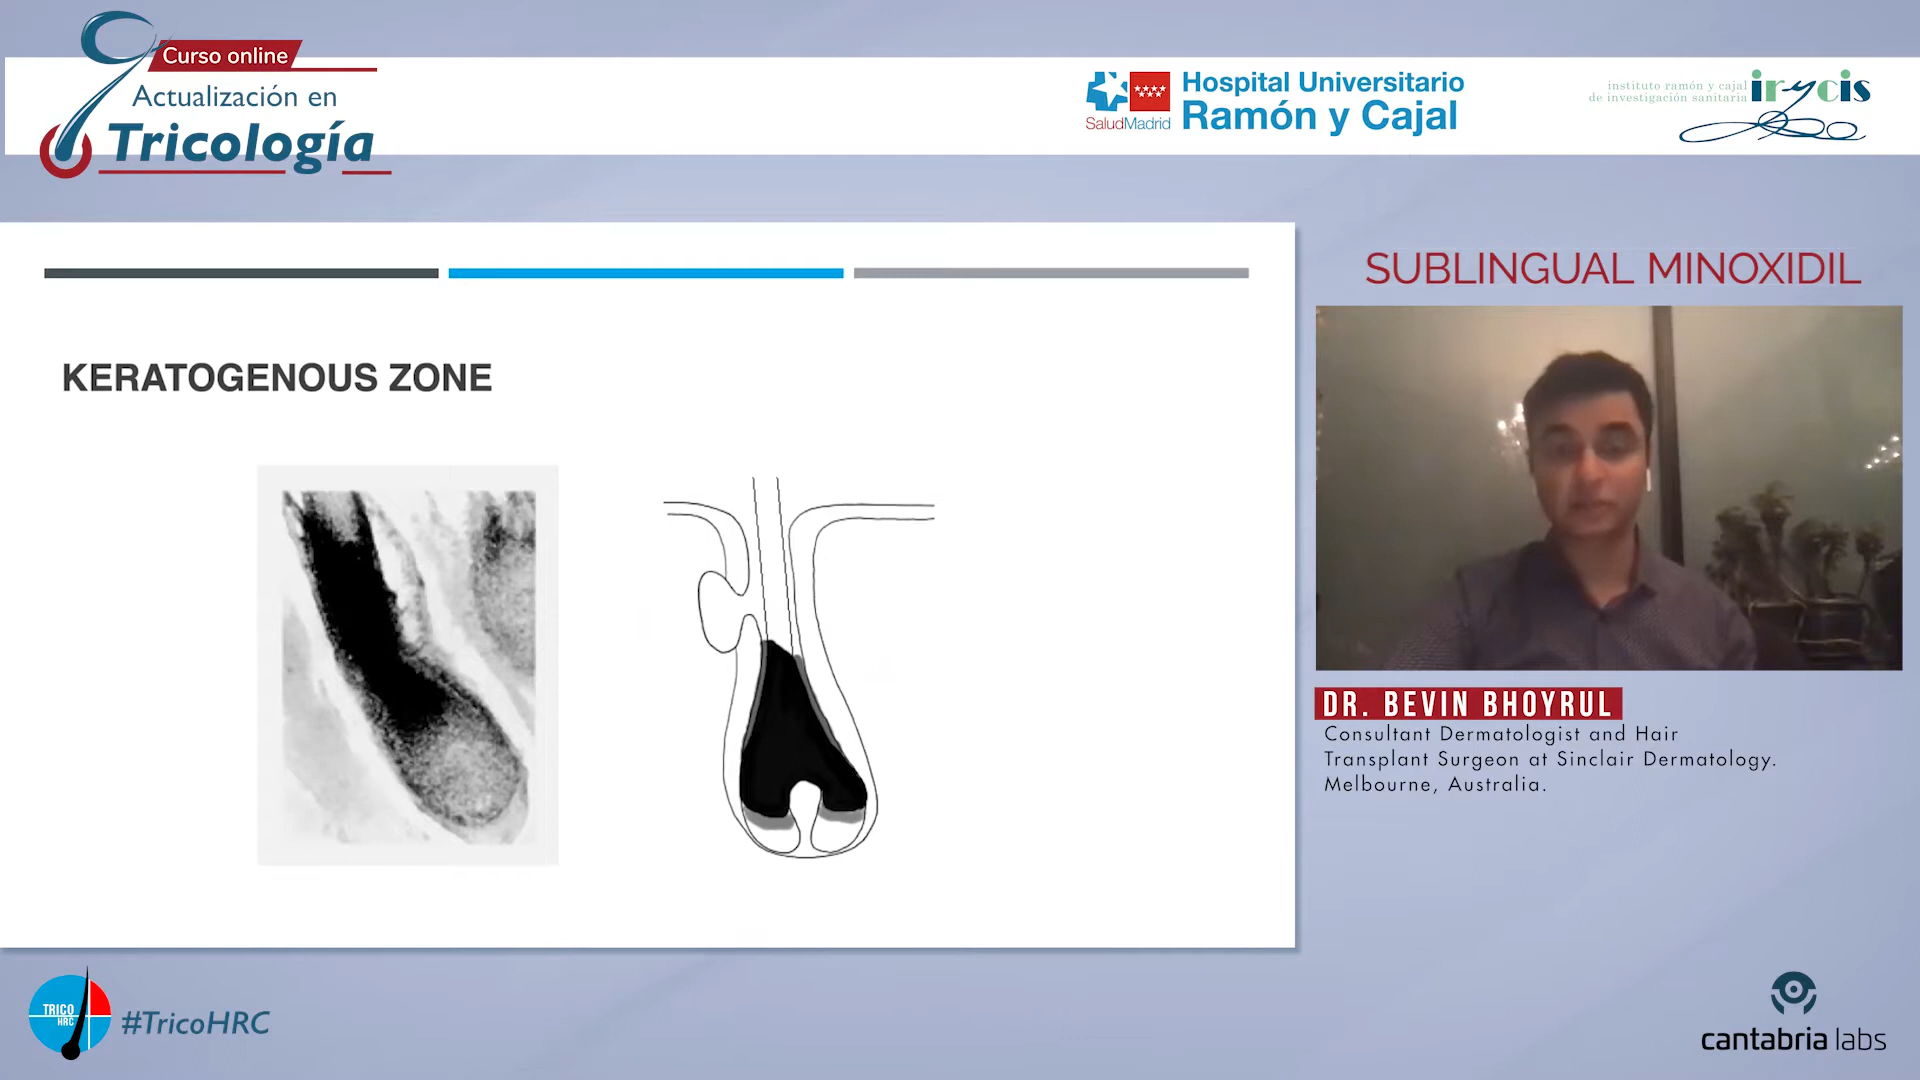 Curso online
Actualización en
Tricología
SaludMadrid
Hospital Universitario
Ramón y Cajal
instituto ramón y cajal
de investigación sanitaria
irycis
KERATOGENOUS ZONE
SUBLINGUAL MINOXIDIL
DR. BEVIN BHOYRUL
Consultant Dermatologist and Hair
Transplant Surgeon at Sinclair Dermatology.
Melbourne, Australia.
TRICO
HRC
#TricoHRC
cantabria labs